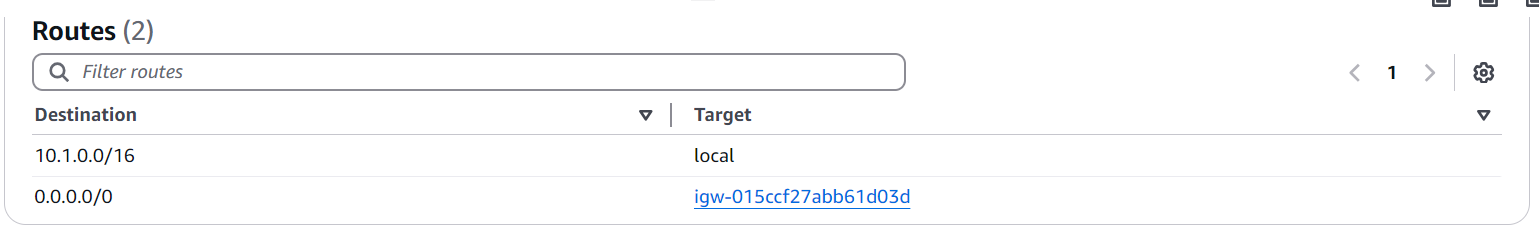 Routes (2)
Filter routes
1
Destination Target
10.1.0.0/16 local
0.0.0.0/0 igw-015ccf27abb61d03d